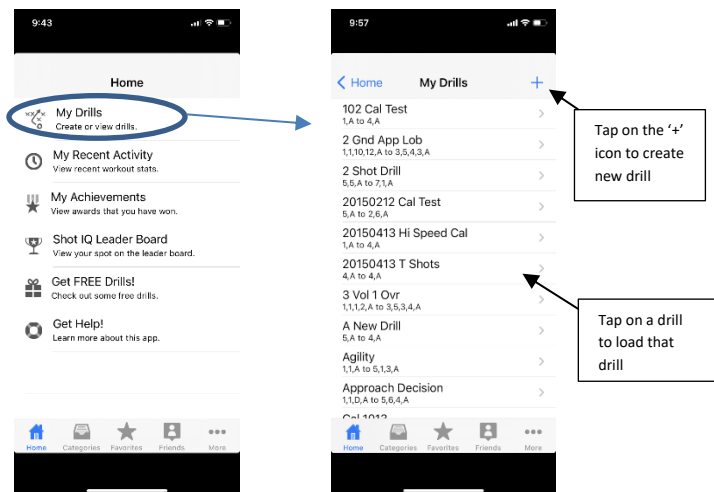 9:43
Home
My Drills
Create or view drills.
My Recent Activity
View recent workout stats.
My Achievements
View awards that you have won.
Shot IQ Leader Board
View your spot on the leader board.
Get FREE Drills!
Check out some free drills.
Get Help!
Learn more about this app.
Home Categories Favorites Friends More
9:57
Home My Drills +
102 Cal Test
1,A to 4,A
2 Gnd App Lob
1,1,10,12,A to 3,5,4,3,A
2 Shot Drill
5,5,A to 7,1,A
20150212 Cal Test
5,A to 2,6,A
20150413 Hi Speed Cal
1,A to 4,A
20150413 T Shots
4,A to 4,A
3 Vol 1 Ovr
1,1,1,2,A to 3,5,3,4,A
A New Drill
5,A to 4,A
Agility
1,1,A to 5,1,3,A
Approach Decision
1,1,D,A to 5,6,4,A
Home Categories Favorites Friends More
Tap on the ‘+’
icon to create
new drill
Tap on a drill
to load that
drill